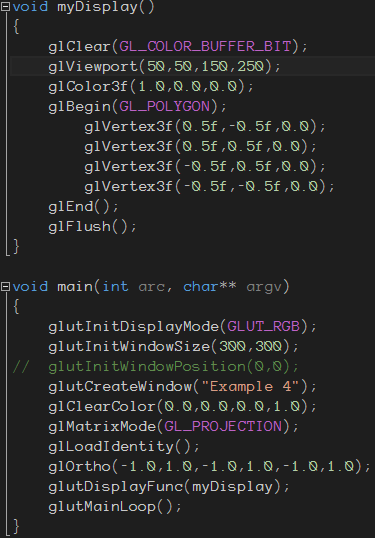 void myDisplay()
{
glClear(GL_COLOR_BUFFER_BIT);
glViewport(50,50,150,250);
glColor3f(1.0,0.0,0.0);
glBegin(GL_POLYGON);
glVertex3f(0.5f,-0.5f,0.0);
glVertex3f(0.5f,0.5f,0.0);
glVertex3f(-0.5f,0.5f,0.0);
glVertex3f(-0.5f,-0.5f,0.0);
glEnd();
glFlush();
}
void main(int arc, char** argv)
{
glutInitDisplayMode(GLUT_RGB);
glutInitWindowSize(300,300);
// glutInitWindowPosition(0,0);
glutCreateWindow("Example 4");
glClearColor(0.0,0.0,0.0,1.0);
glMatrixMode(GL_PROJECTION);
glLoadIdentity();
glOrtho(-1.0,1.0,-1.0,1.0,-1.0,1.0);
glutDisplayFunc(myDisplay);
glutMainLoop();
}